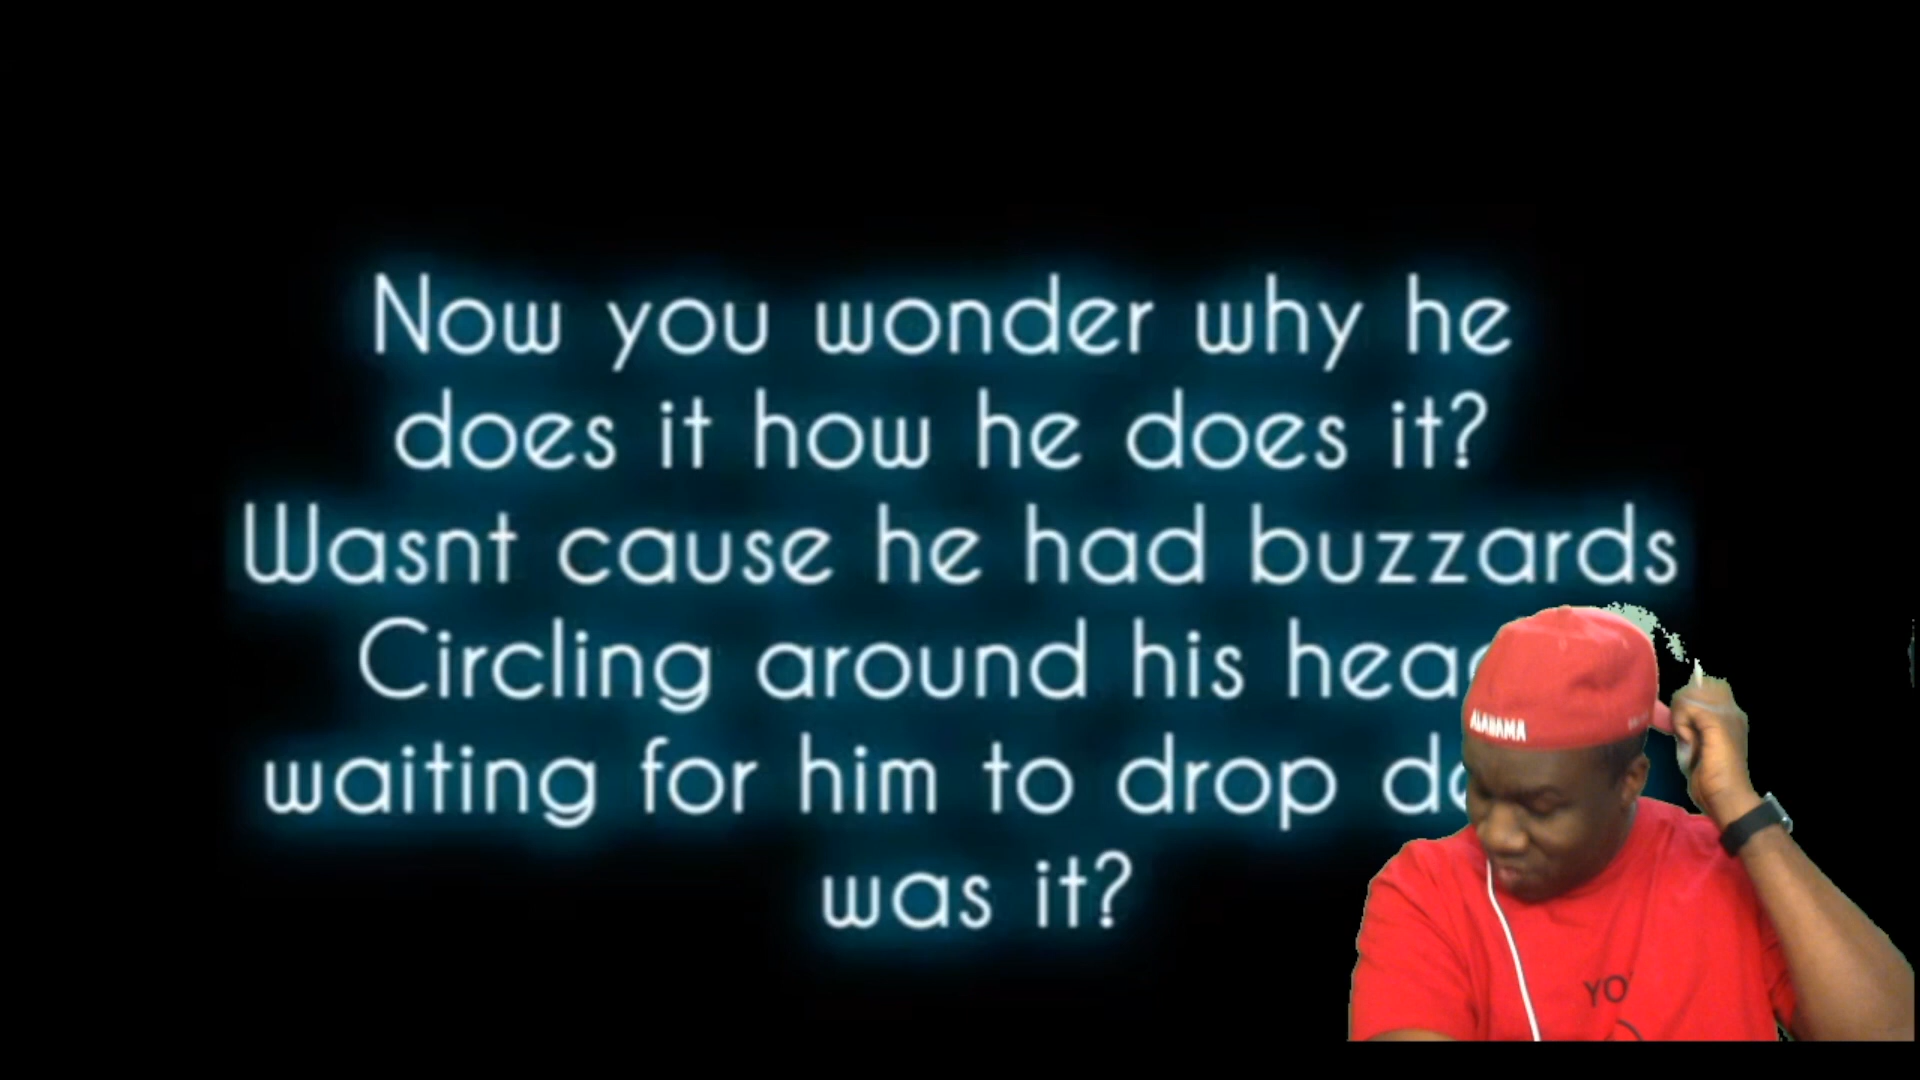 Now you wonder why he
does it how he does it?
Wasnt cause he had buzzards
Circling around his
waiting for him to drop
was it?
ALABAMA
YO